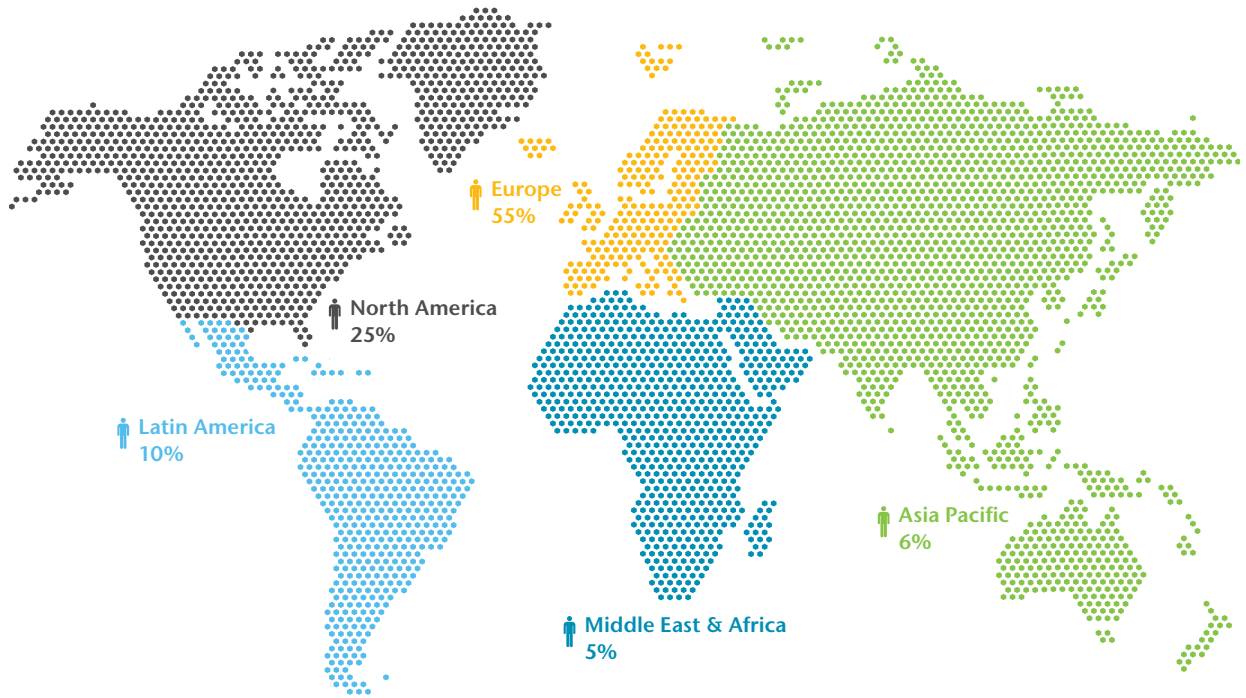 Europe
55%
North America
25%
Latin America
10%
Asia Pacific
6%
Middle East & Africa
5%